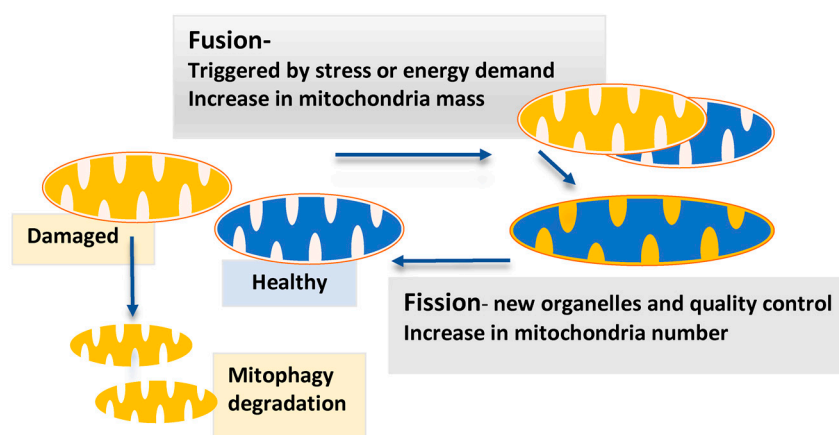 Fusion-
Triggered by stress or energy demand
Increase in mitochondria mass
Damaged
Healthy
Fission- new organelles and quality control
Increase in mitochondria number
Mitophagy
degradation